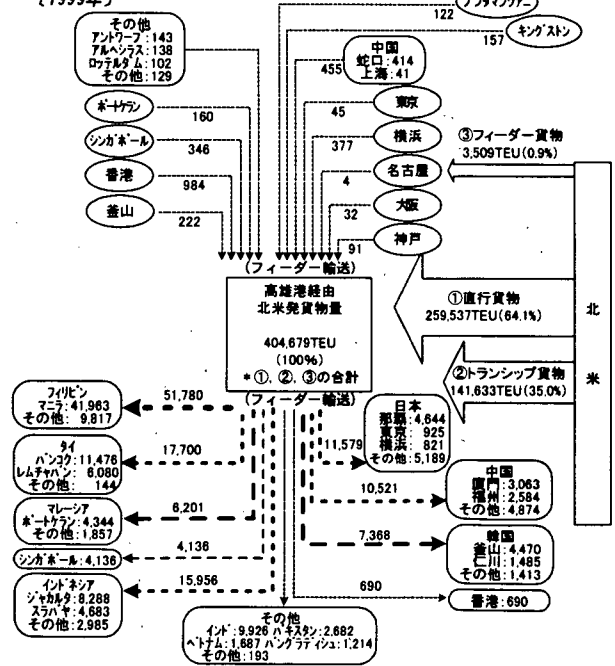 (1999年)
122
キングストン
157
その他
アントワープ:143
アルヘシラス:138
ロッテルダム:102
その他:129
中国
蛇口:414
上海:41
455
ポートケラン
160
東京
45
シンガポール
346
横浜
377
③フィーダー貨物
3,509TEU(0.9%)
香港
984
名古屋
4
釜山
222
大阪
32
神戸
91
(フィーダー輸送)
高雄港経由
北米発貨物量
404,679TEU
(100%)
*①、②、③の合計
(フィーダー輸送)
①直行貨物
259,537TEU(64.1%)
②トランシップ貨物
141,633TEU(35.0%)
北
米
フィリピン
マニラ:41,963
その他:9,817
51,780
タイ
バンコク:11,476
レムチャバン:6,080
その他:144
17,700
マレーシア
ポートケラン:4,344
その他:1,857
6,201
シンガポール:4,136
4,136
インドネシア
ジャカルタ:8,288
スラバヤ:4,683
その他:2,985
15,956
日本
那覇:4,644
東京:925
横浜:821
その他:5,189
11,579
中国
廈門:3,063
福州:2,584
その他:4,874
10,521
韓国
釜山:4,470
仁川:1,485
その他:1,413
7,368
690
香港:690
その他
インド:9,926 パキスタン:2,682
ベトナム:1,687 バングラディシュ:1,214
その他:193